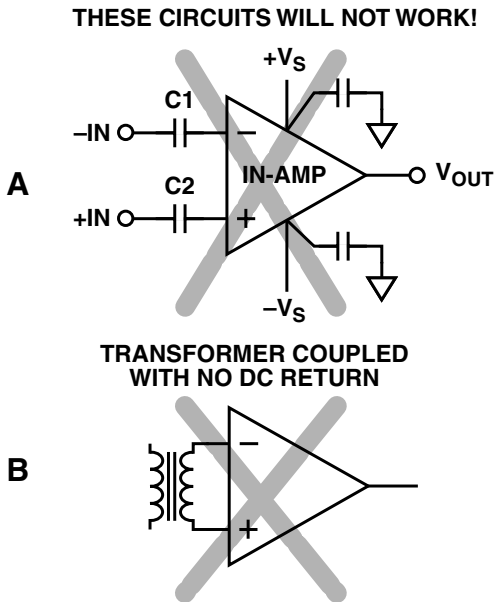 THESE CIRCUITS WILL NOT WORK!
+VS
C1
–IN
–
A
IN-AMP
VOUT
C2
+IN
+
–VS
TRANSFORMER COUPLED
WITH NO DC RETURN
B
–
+